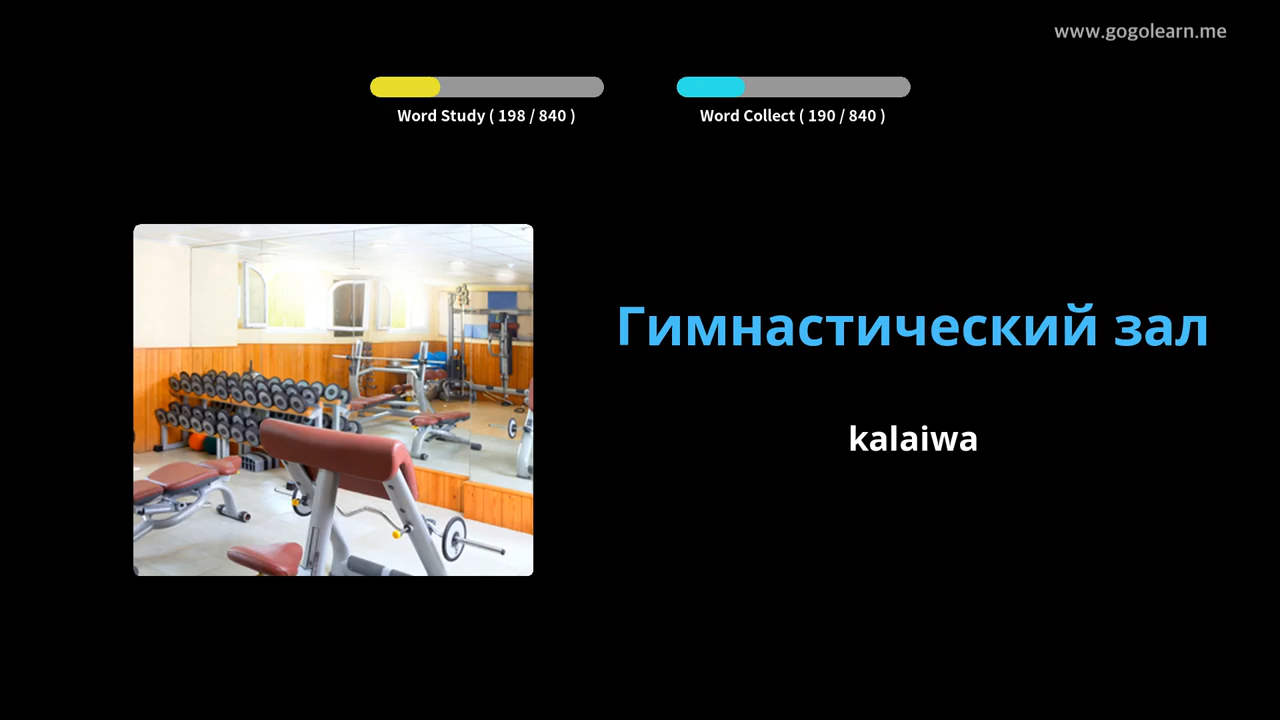 www.gogolearn.me
Word Study ( 198 / 840 )
Word Collect ( 190 / 840 )
Гимнастический зал
kalaiwa